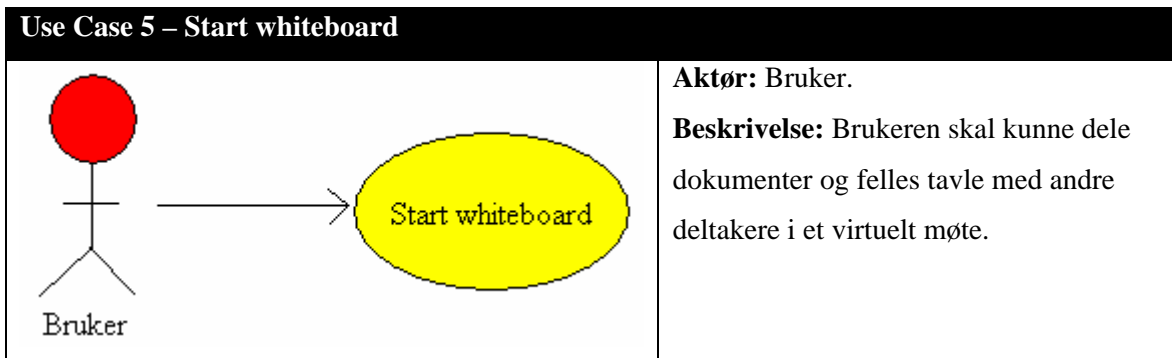 Use Case 5 – Start whiteboard
Start whiteboard
Bruker
Aktør: Bruker.
Beskrivelse: Brukeren skal kunne dele
dokumenter og felles tavle med andre
deltakere i et virtuelt møte.